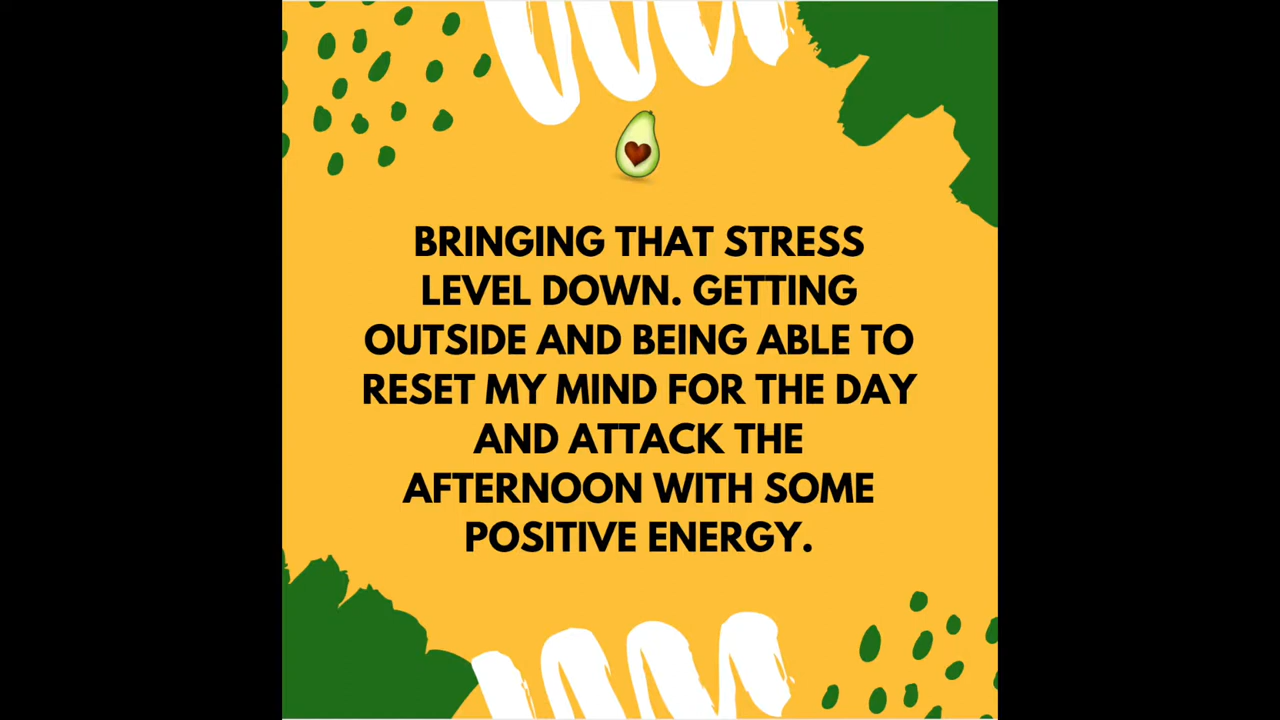 BRINGING THAT STRESS
LEVEL DOWN. GETTING
OUTSIDE AND BEING ABLE TO
RESET MY MIND FOR THE DAY
AND ATTACK THE
AFTERNOON WITH SOME
POSITIVE ENERGY.